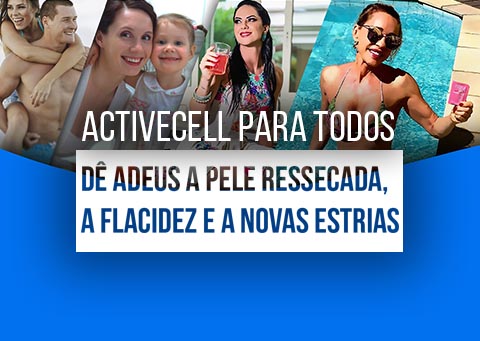 ACTIVECELL PARA TODOS
DÊ ADEUS A PELE RESSECADA,
A FLACIDEZ E A NOVAS ESTRIAS